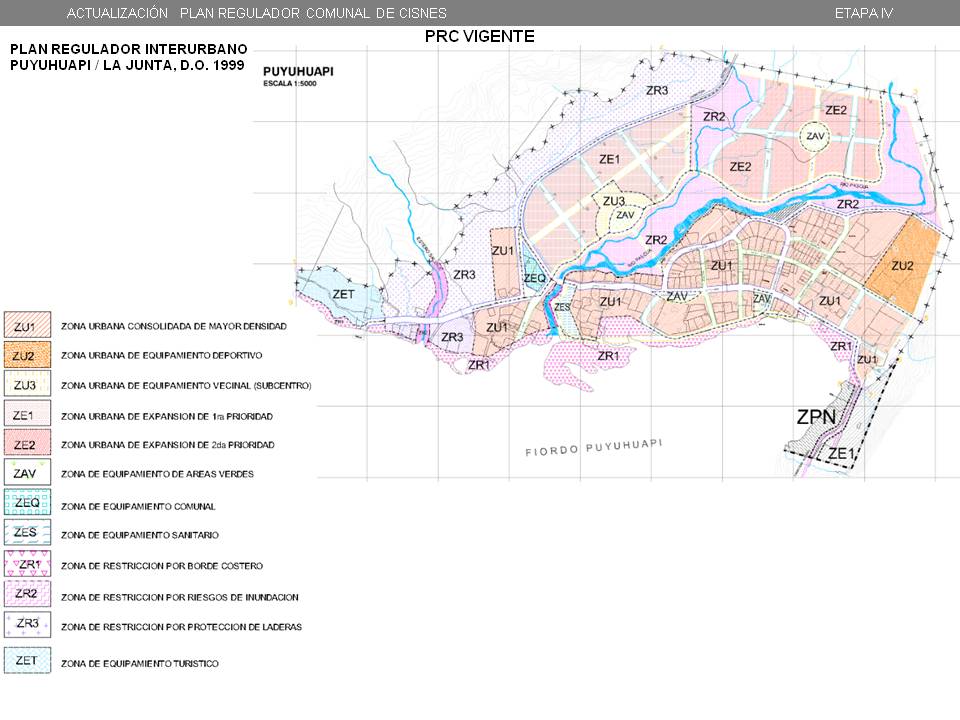 ACTUALIZACIÓN PLAN REGULADOR COMUNAL DE CISNES
ETAPA IV
PRC VIGENTE
PLAN REGULADOR INTERURBANO
PUYUHUAPI / LA JUNTA, D.O. 1999
PUYUHUAPI
ESCALA 1:5000
ZR3
ZR2
ZE2
ZAV
ZE1
ZE2
ZU3
ZAV
RIO PASCUA
ZR2
ZR2
RIO PASCUA
ZU1
ZR3
ZEQ
ZU1
ZU2
ZET
ZES
ZU1
ZAV
ZAV
ZU1
ZR3
ZU1
ZR1
ZR1
ZR1
ZU1
ZPN
ZE1
FIORDO PUYUHUAPI
ZU1 ZONA URBANA CONSOLIDADA DE MAYOR DENSIDAD
ZU2 ZONA URBANA DE EQUIPAMIENTO DEPORTIVO
ZU3 ZONA URBANA DE EQUIPAMIENTO VECINAL (SUBCENTRO)
ZE1 ZONA URBANA DE EXPANSION DE 1ra PRIORIDAD
ZE2 ZONA URBANA DE EXPANSION DE 2da PRIORIDAD
ZAV ZONA DE EQUIPAMIENTO DE AREAS VERDES
ZEQ ZONA DE EQUIPAMIENTO COMUNAL
ZES ZONA DE EQUIPAMIENTO SANITARIO
ZR1 ZONA DE RESTRICCION POR BORDE COSTERO
ZR2 ZONA DE RESTRICCION POR RIESGOS DE INUNDACION
ZR3 ZONA DE RESTRICCION POR PROTECCION DE LADERAS
ZET ZONA DE EQUIPAMIENTO TURISTICO